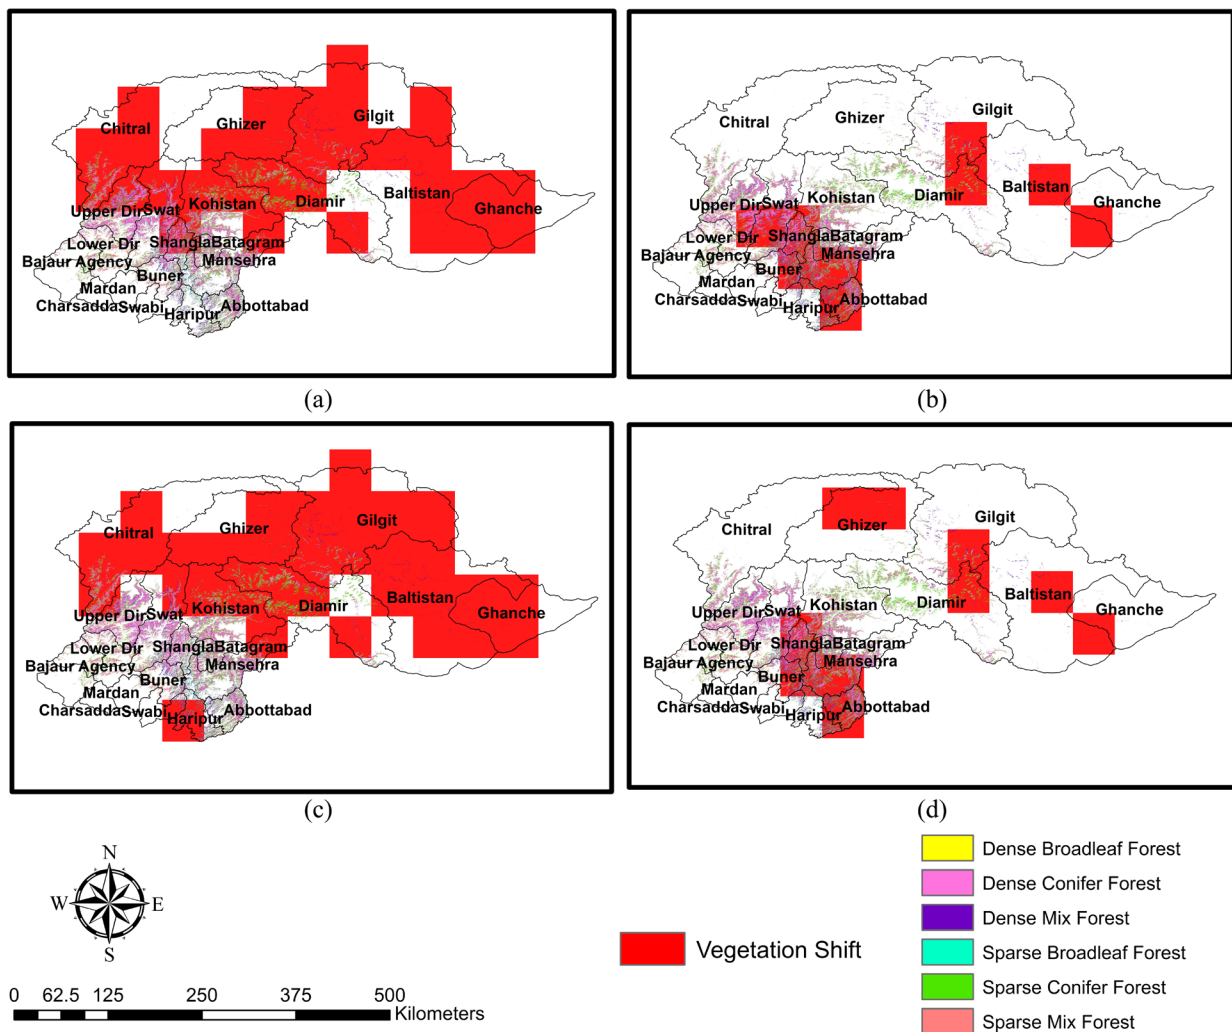 Chitral
Ghizer
Gilgit
Upper Dir Swat
Kohistan
Diamir
Baltistan
Ghanche
Lower Dir
Shangla Batagram
Bajaur Agency
Buner
Mansehra
Mardan
Charsadda Swabi
Haripur
Abbottabad
(a)
Chitral
Ghizer
Gilgit
Upper Dir Swat
Kohistan
Diamir
Baltistan
Ghanche
Lower Dir
Shangla Batagram
Bajaur Agency
Buner
Mansehra
Mardan
Charsadda Swabi
Haripur
Abbottabad
(b)
Chitral
Ghizer
Gilgit
Upper Dir Swat
Kohistan
Diamir
Baltistan
Ghanche
Lower Dir
Shangla Batagram
Bajaur Agency
Buner
Mansehra
Mardan
Charsadda Swabi
Haripur
Abbottabad
(c)
Chitral
Ghizer
Gilgit
Upper Dir Swat
Kohistan
Diamir
Baltistan
Ghanche
Lower Dir
Shangla Batagram
Bajaur Agency
Buner
Mansehra
Mardan
Charsadda Swabi
Haripur
Abbottabad
(d)
N
W E
S
0 62.5 125 250 375 500
Kilometers
Vegetation Shift
Dense Broadleaf Forest
Dense Conifer Forest
Dense Mix Forest
Sparse Broadleaf Forest
Sparse Conifer Forest
Sparse Mix Forest